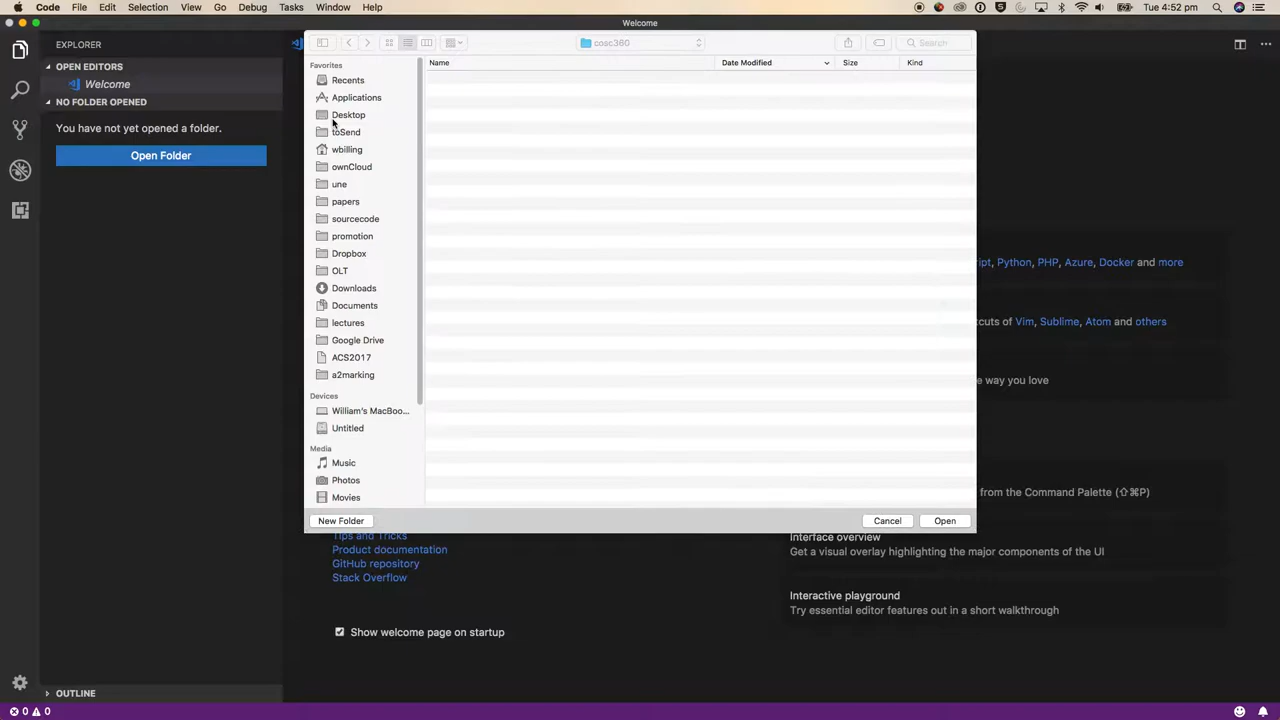 Code File Edit Selection View Go Debug Tasks Window Help
Tue 4:52 pm
Welcome
EXPLORER
OPEN EDITORS
Welcome
NO FOLDER OPENED
You have not yet opened a folder.
Open Folder
OUTLINE
0 0
cosc360
Search
Name Date Modified Size Kind
Favorites
Recents
Applications
Desktop
toSend
wbilling
ownCloud
une
papers
sourcecode
promotion
Dropbox
OLT
Downloads
Documents
lectures
Google Drive
ACS2017
a2marking
Devices
William's MacBoo...
Untitled
Media
Music
Photos
Movies
New Folder Cancel Open
Tips and Tricks
Product documentation
GitHub repository
Stack Overflow
Show welcome page on startup
ipt, Python, PHP, Azure, Docker and more
cuts of Vim, Sublime, Atom and others
e way you love
from the Command Palette (⇧⌘P)
Interface overview
Get a visual overlay highlighting the major components of the UI
Interactive playground
Try essential editor features out in a short walkthrough